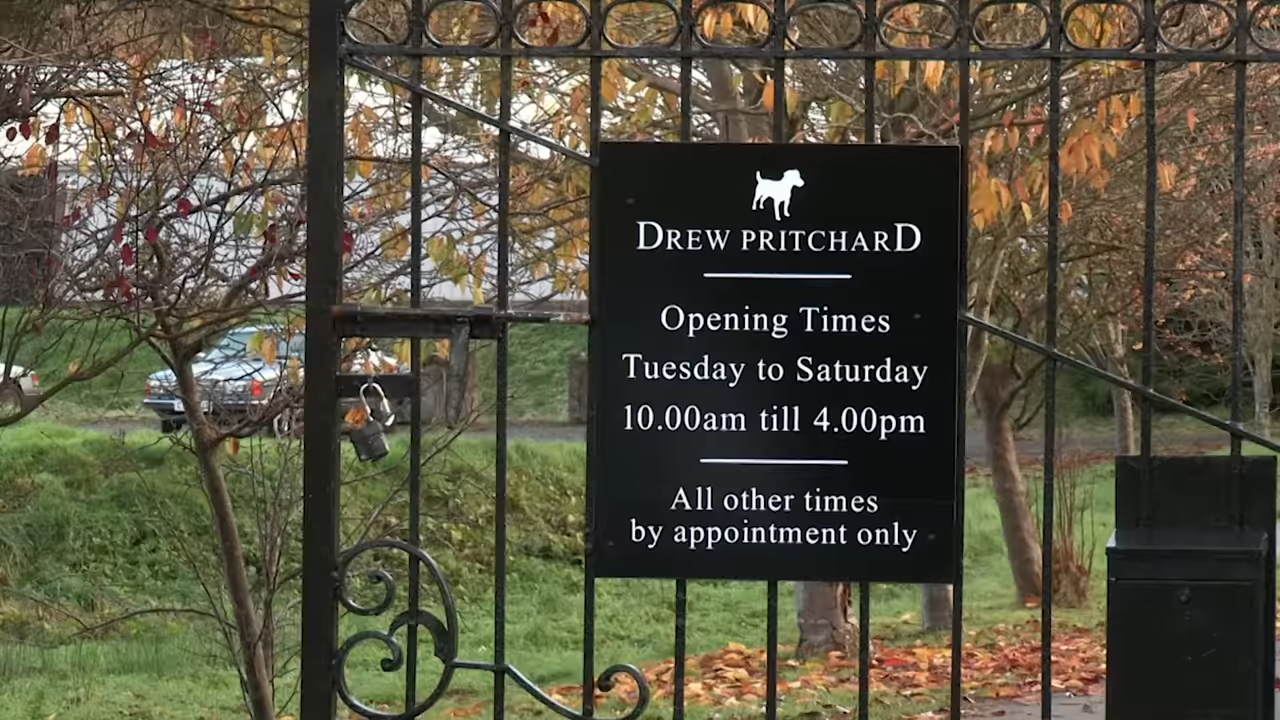 DREW PRITCHARD
Opening Times
Tuesday to Saturday
10.00am till 4.00pm
All other times
by appointment only